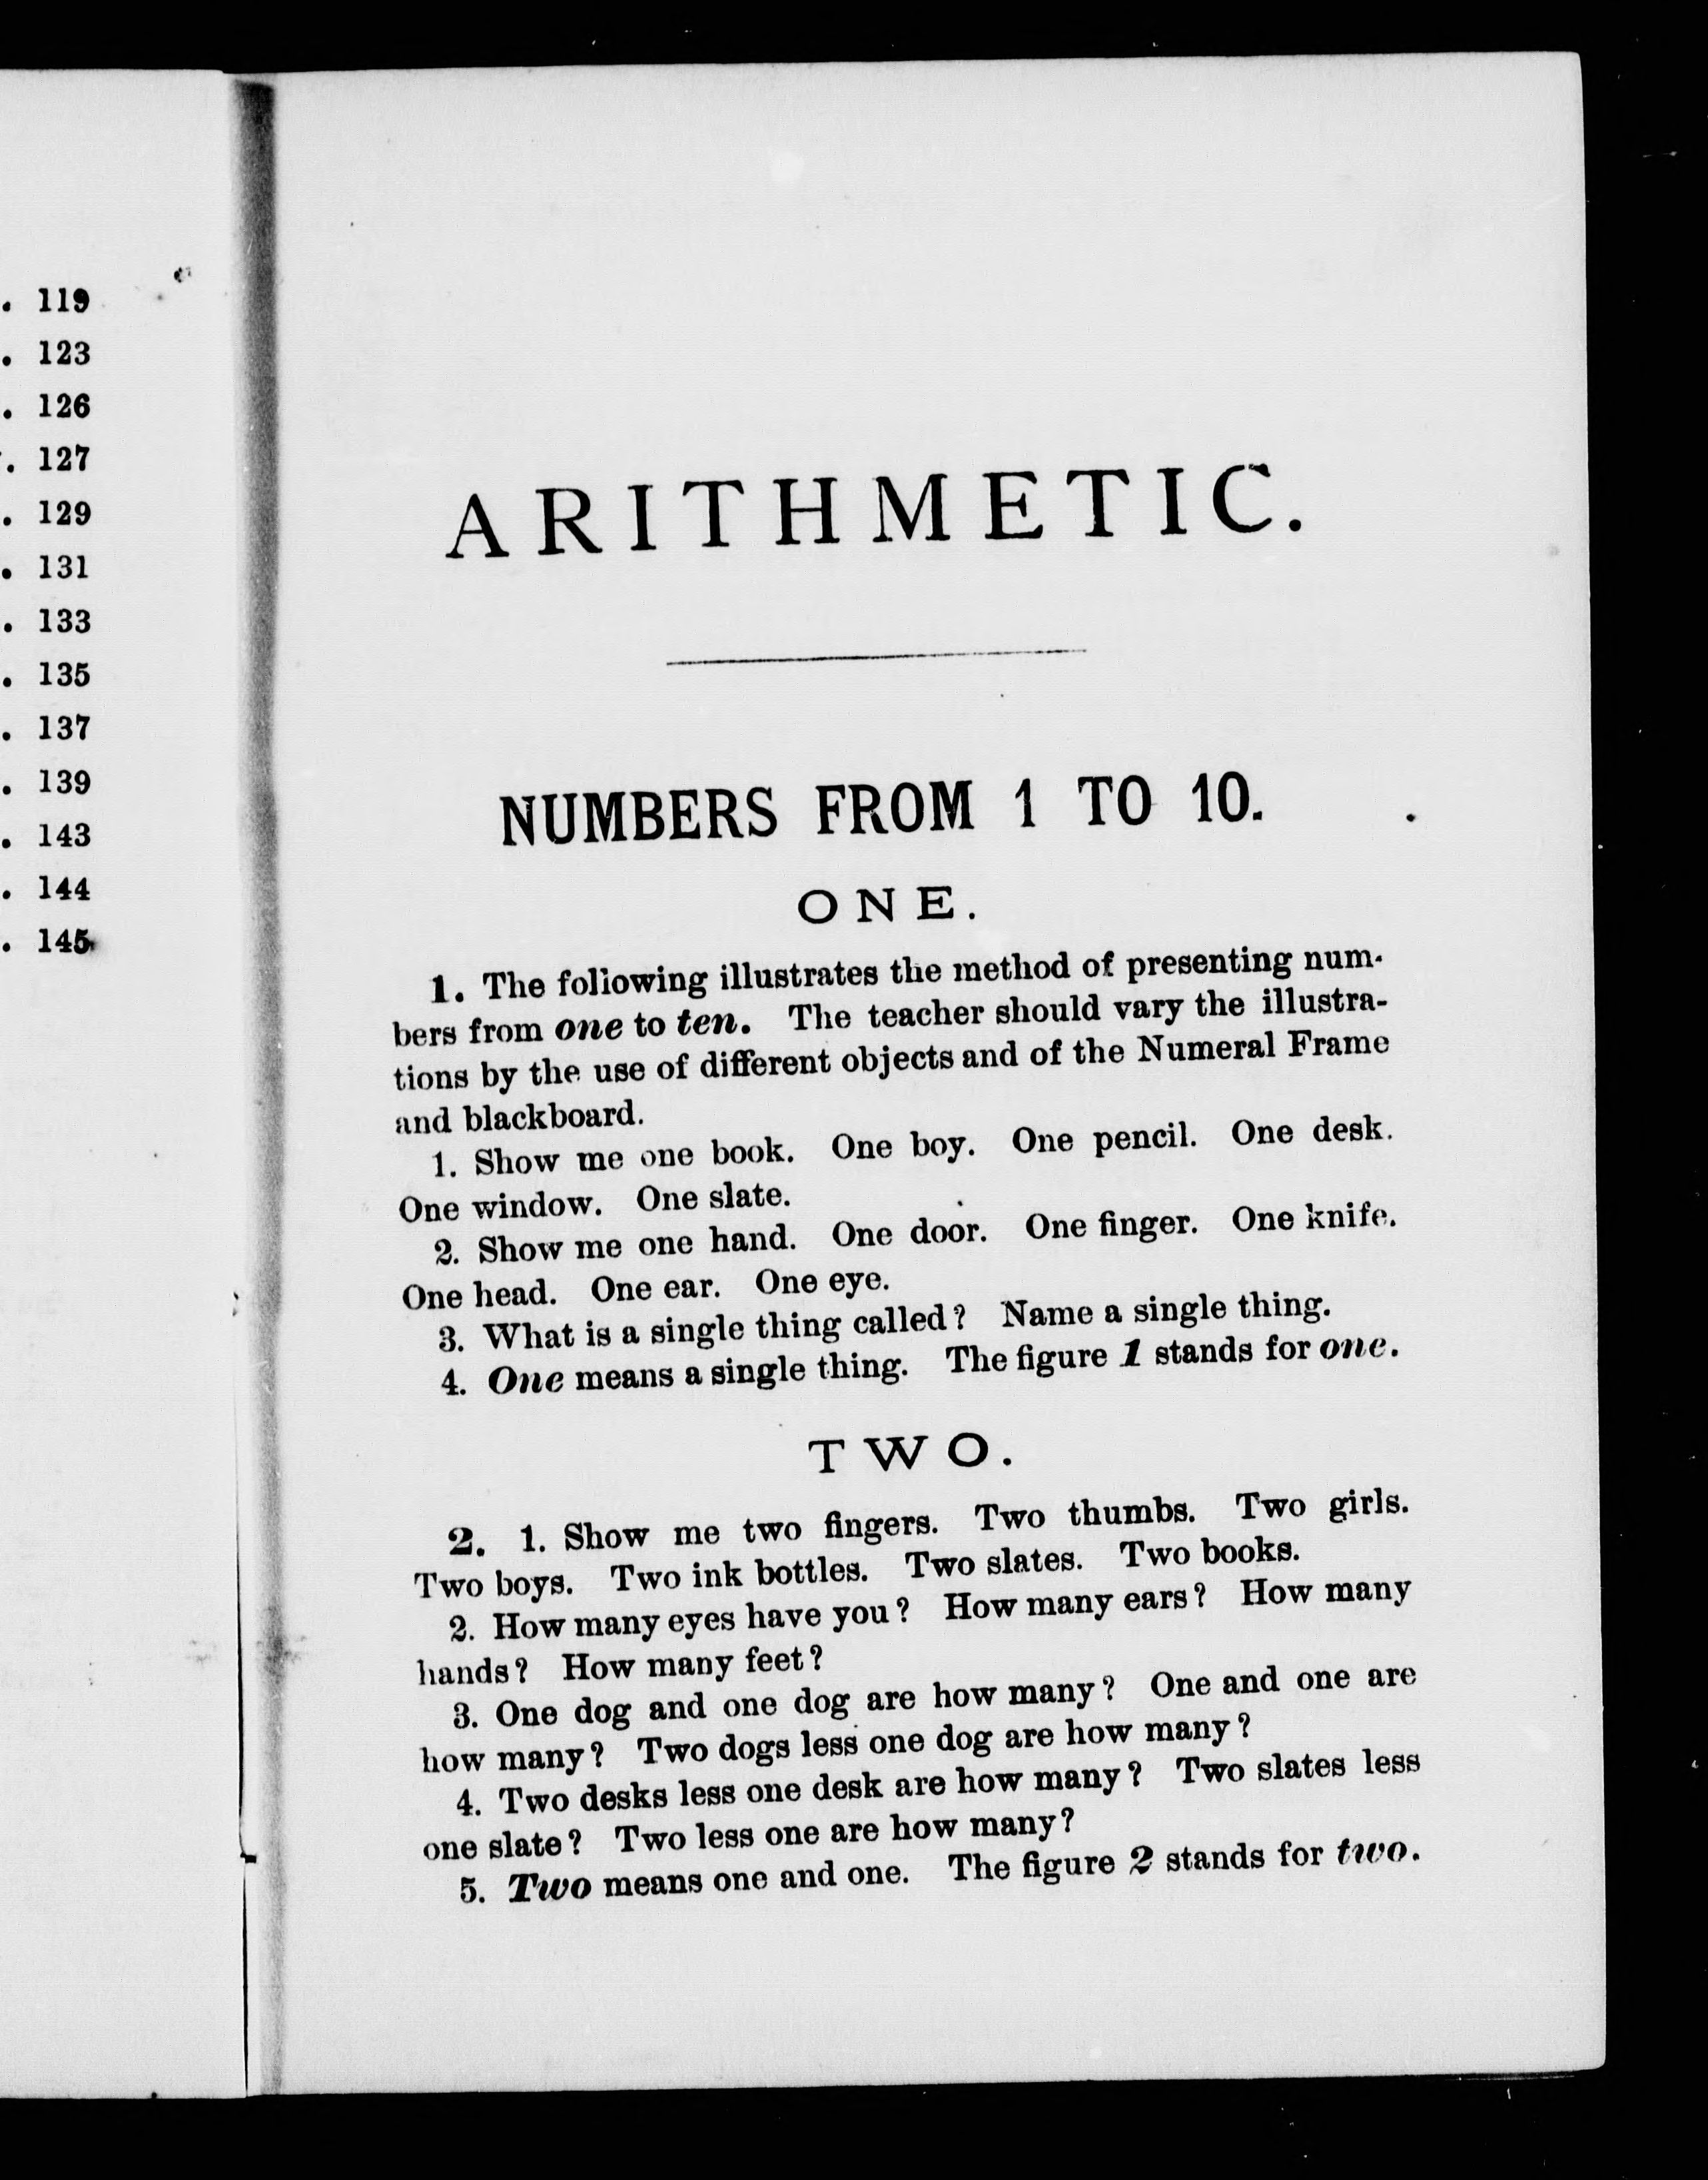 . 119
. 123
. 126
. 127
. 129
. 131
. 133
. 135
. 137
. 139
. 143
. 144
. 145
ARITHMETIC.
NUMBERS FROM 1 TO 10.
ONE.
1. The following illustrates the method of presenting num-
bers from one to ten. The teacher should vary the illustra-
tions by the use of different objects and of the Numeral Frame
and blackboard.
1. Show me one book. One boy. One pencil. One desk.
One window. One slate.
2. Show me one hand. One door. One finger. One knife.
One head. One ear. One eye.
3. What is a single thing called? Name a single thing.
4. One means a single thing. The figure 1 stands for one.
TWO.
2. 1. Show me two fingers. Two thumbs. Two girls.
Two boys. Two ink bottles. Two slates. Two books.
2. How many eyes have you? How many ears? How many
hands? How many feet?
3. One dog and one dog are how many? One and one are
how many? Two dogs less one dog are how many?
4. Two desks less one desk are how many? Two slates less
one slate? Two less one are how many?
5. Two means one and one. The figure 2 stands for two.